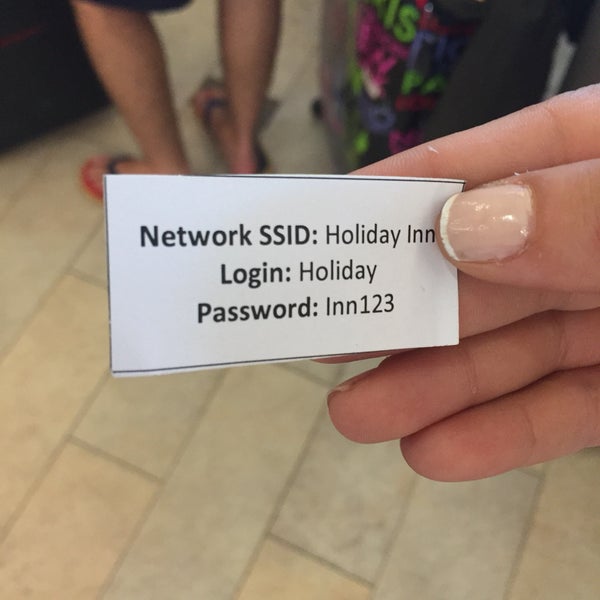 Network SSID: Holiday Inn
Login: Holiday
Password: Inn123